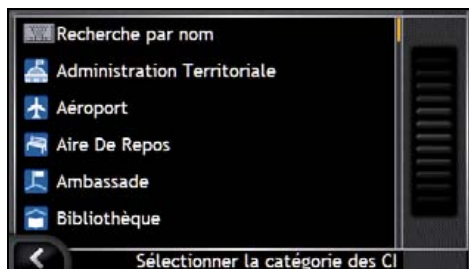 Recherche par nom
Administration Territoriale
Aéroport
Aire De Repos
Ambassade
Bibliothèque
Sélectionner la catégorie des CI